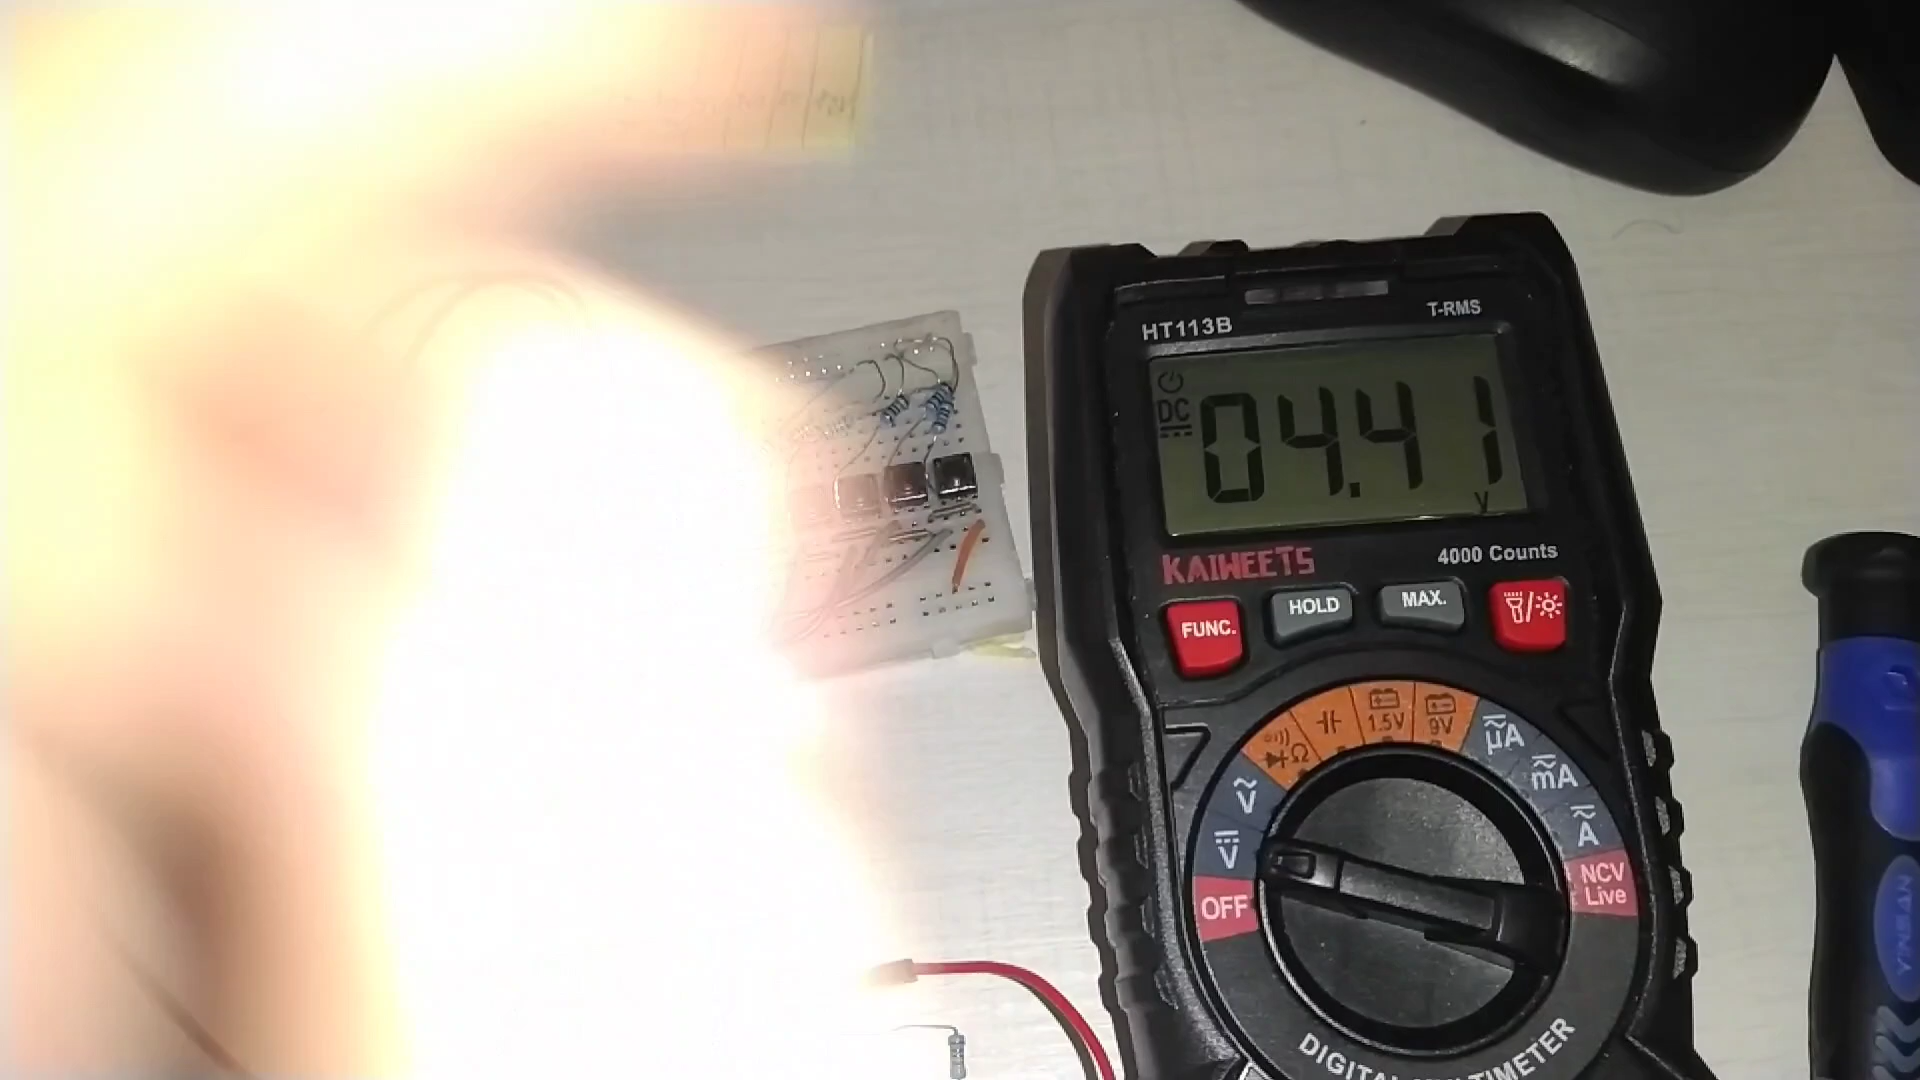 T-RMS
HT113B
DC
04.41
V
KAIWEETS
4000 Counts
FUNC.
HOLD
MAX.
1.5V
9V
Ω
µA
mA
A
V
V
OFF
NCV
Live
DIGITAL MULTIMETER
YINSAN